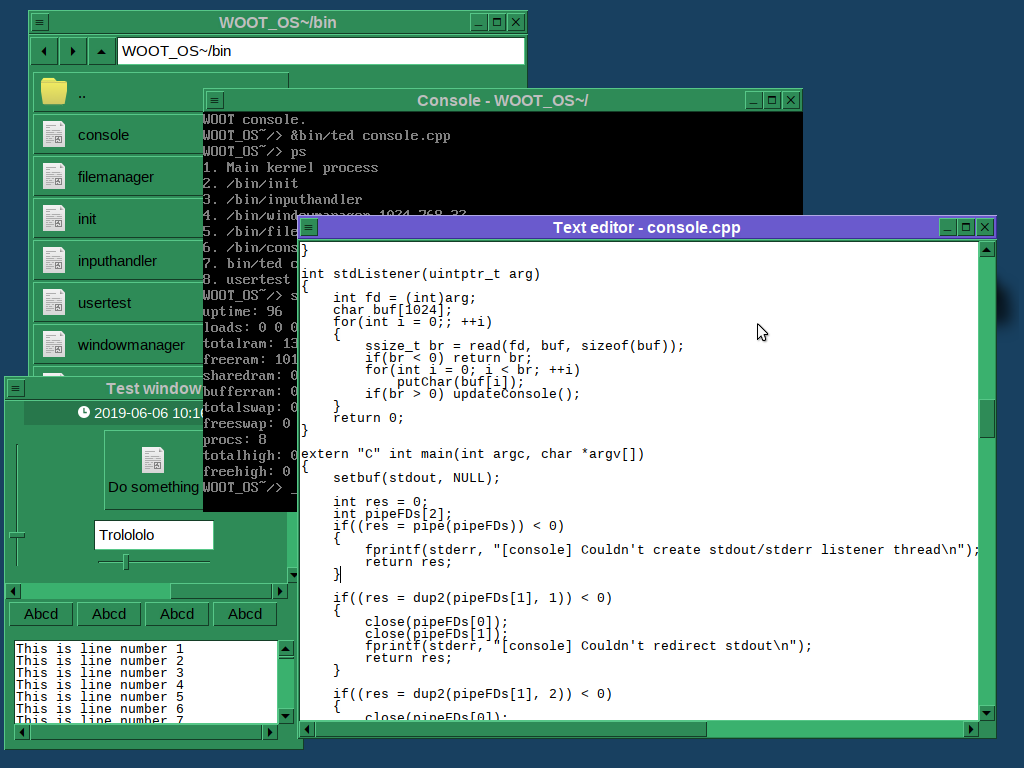 WOOT_OS~/bin
WOOT_OS~/bin
..
console
filemanager
init
inputhandler
usertest
windowmanager
Console - WOOT_OS~/
WOOT console.
WOOT_OS~/> &bin/ted console.cpp
WOOT_OS~/> ps
1. Main kernel process
2. /bin/init
3. /bin/inputhandler
4. /bin/windowmanager 1024 768 32
5. /bin/file
6. /bin/cons
7. bin/ted c
8. usertest
WOOT_OS~/> s
uptime: 96
loads: 0 0 0
totalram: 13
freeram: 101
sharedram: 0
bufferram: 0
totalswap: 0
freeswap: 0
procs: 8
totalhigh: 0
freehigh: 0
WOOT_OS~/> _
Text editor - console.cpp
}
int stdListener(uintptr_t arg)
{
int fd = (int)arg;
char buf[1024];
for(int i = 0;; ++i)
{
ssize_t br = read(fd, buf, sizeof(buf));
if(br < 0) return br;
for(int i = 0; i < br; ++i)
putChar(buf[i]);
if(br > 0) updateConsole();
}
return 0;
}
extern "C" int main(int argc, char *argv[])
{
setbuf(stdout, NULL);
int res = 0;
int pipeFDs[2];
if((res = pipe(pipeFDs)) < 0)
{
fprintf(stderr, "[console] Couldn't create stdout/stderr listener thread\n");
return res;
}
if((res = dup2(pipeFDs[1], 1)) < 0)
{
close(pipeFDs[0]);
close(pipeFDs[1]);
fprintf(stderr, "[console] Couldn't redirect stdout\n");
return res;
}
if((res = dup2(pipeFDs[1], 2)) < 0)
{
close(pipeFDs[0]);
Test window
2019-06-06 10:10
Do something
Trolololo
Abcd Abcd Abcd Abcd
This is line number 1
This is line number 2
This is line number 3
This is line number 4
This is line number 5
This is line number 6
This is line number 7